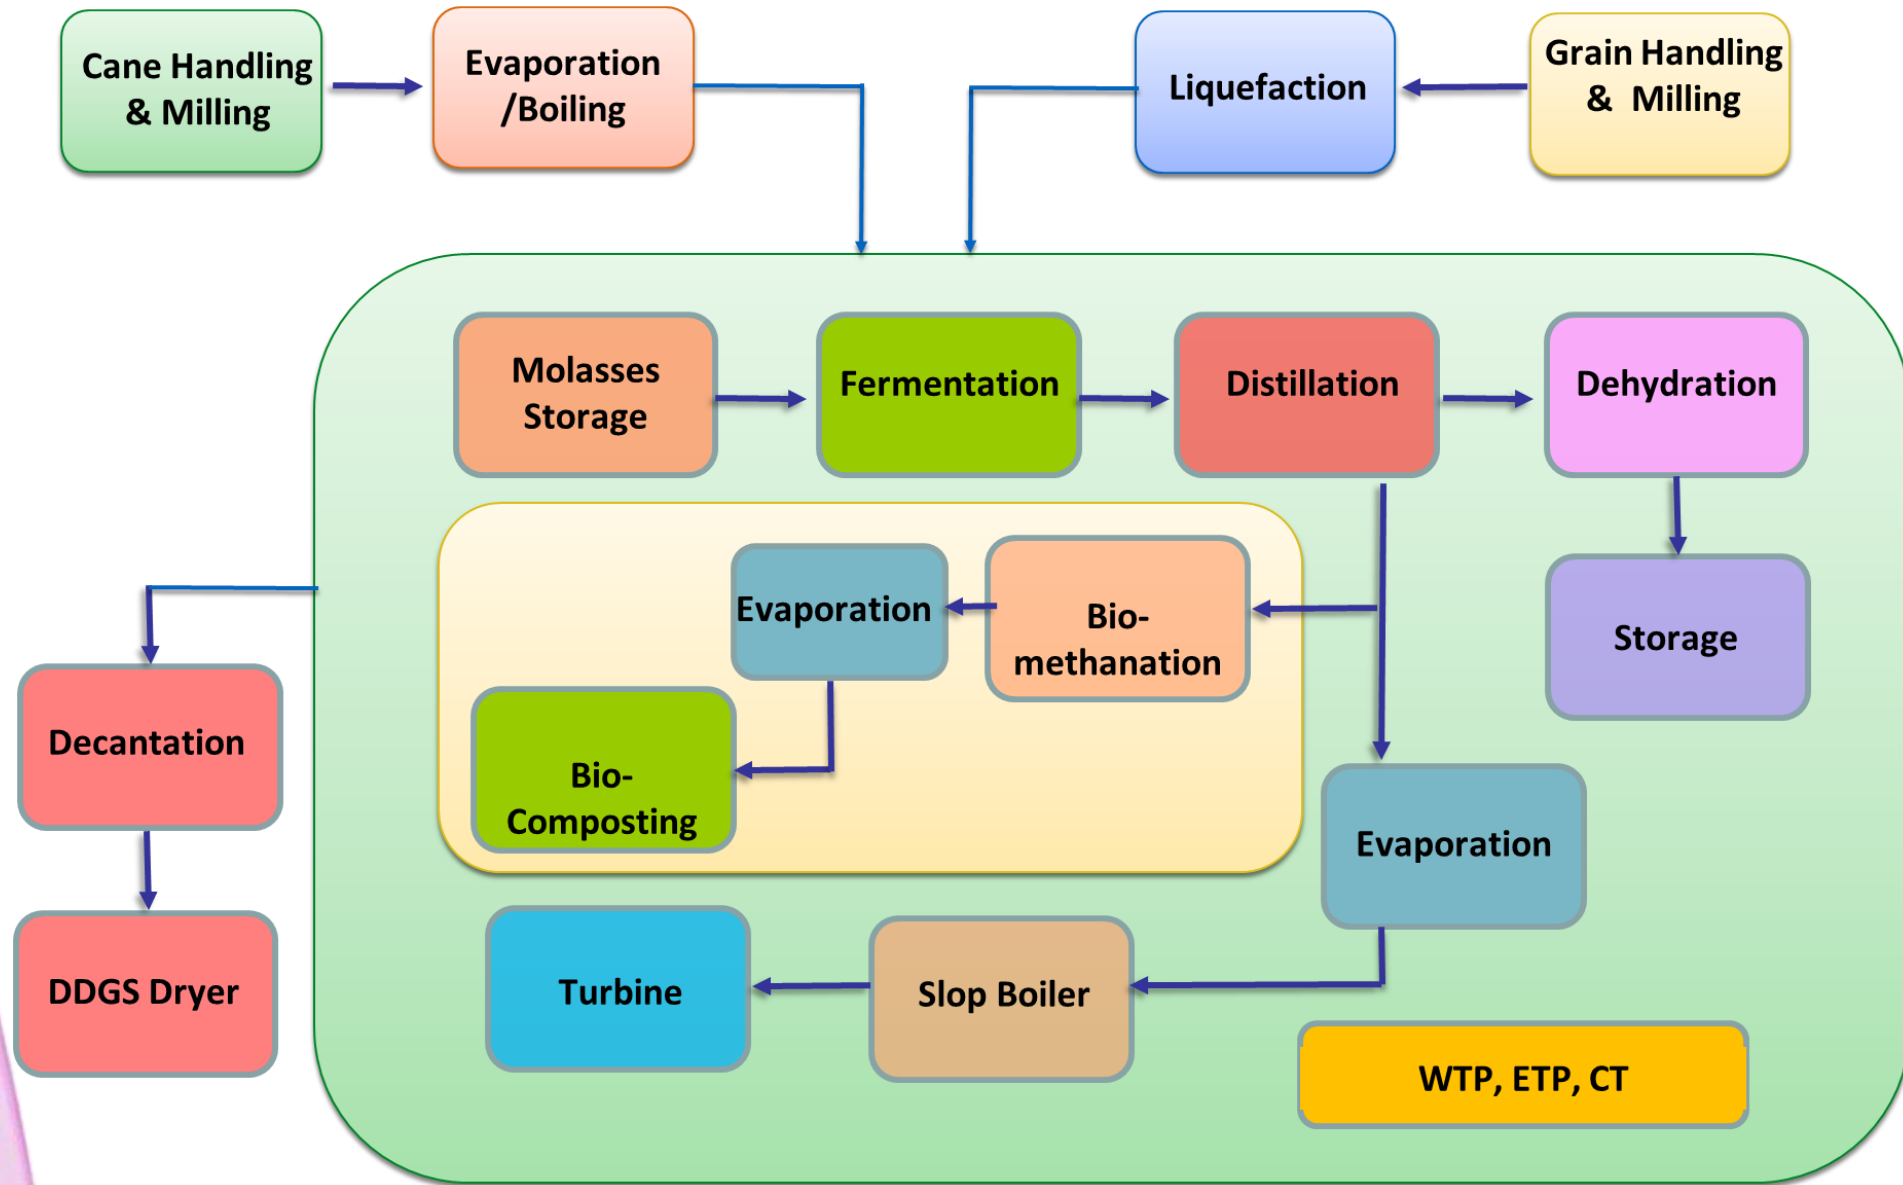 Cane Handling
& Milling
Evaporation
/Boiling
Liquefaction
Grain Handling
& Milling
Molasses
Storage
Fermentation
Distillation
Dehydration
Evaporation
Bio-
methanation
Storage
Decantation
Bio-
Composting
Evaporation
DDGS Dryer
Turbine
Slop Boiler
WTP, ETP, CT